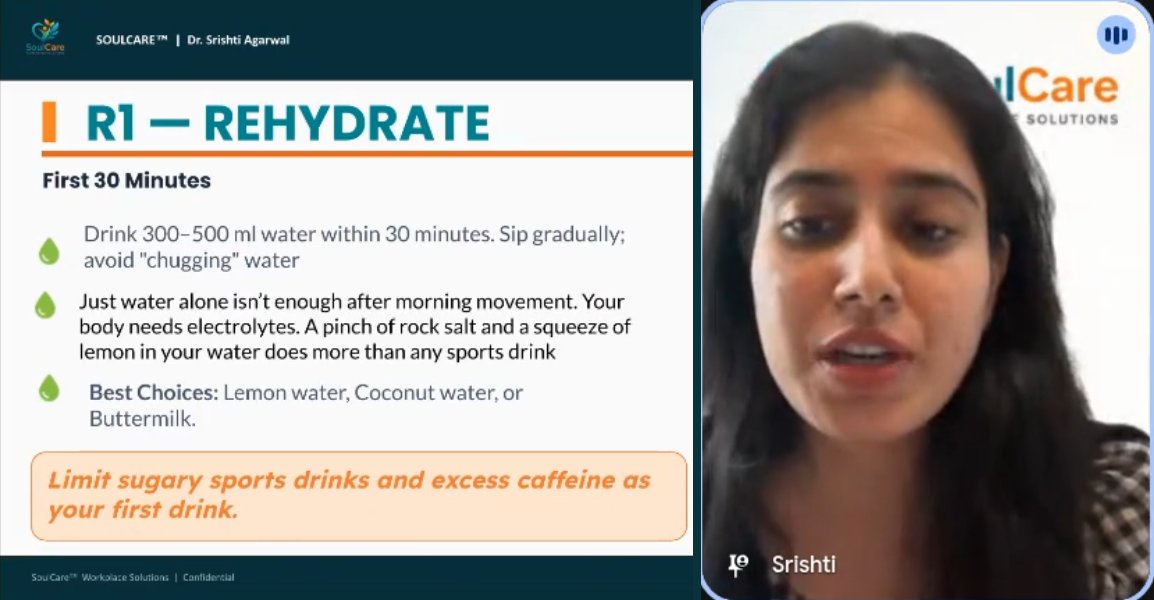 SoulCare
SOULCARE™ | Dr. Srishti Agarwal
R1 — REHYDRATE
First 30 Minutes
Drink 300–500 ml water within 30 minutes. Sip gradually;
avoid "chugging" water
Just water alone isn't enough after morning movement. Your
body needs electrolytes. A pinch of rock salt and a squeeze of
lemon in your water does more than any sports drink
Best Choices: Lemon water, Coconut water, or
Buttermilk.
Limit sugary sports drinks and excess caffeine as
your first drink.
SoulCare™ Workplace Solutions | Confidential
ulCare
SOLUTIONS
Srishti